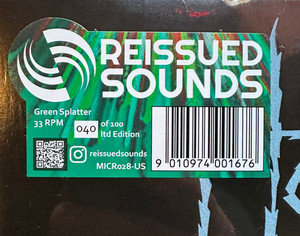 REISSUED
SOUNDS
Green Splatter
33 RPM
040 of 100
ltd Edition
reissuedsounds
MICR028-US
9 010974 001676